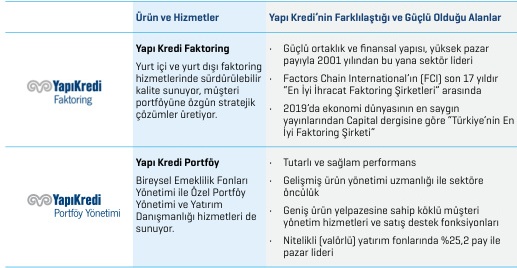 Ürün ve Hizmetler
Yapı Kredi'nin Farklılaştığı ve Güçlü Olduğu Alanlar
YapıKredi
Faktoring
Yapı Kredi Faktoring
Yurt içi ve yurt dışı faktoring
hizmetlerinde sürdürülebilir
kalite sunuyor, müşteri
portföyüne özgün stratejik
çözümler üretiyor.
· Güçlü ortaklık ve finansal yapısı, yüksek pazar
payıyla 2001 yılından bu yana sektör lideri
· Factors Chain International'ın (FCI) son 17 yıldır
"En İyi İhracat Faktoring Şirketleri" arasında
· 2019'da ekonomi dünyasının en saygın
yayınlarından Capital dergisine göre "Türkiye'nin En
İyi Faktoring Şirketi"
YapıKredi
Portföy Yönetimi
Yapı Kredi Portföy
Bireysel Emeklilik Fonları
Yönetimi ile Özel Portföy
Yönetimi ve Yatırım
Danışmanlığı hizmetleri de
sunuyor.
· Tutarlı ve sağlam performans
· Gelişmiş ürün yönetimi uzmanlığı ile sektöre
öncülük
· Geniş ürün yelpazesine sahip köklü müşteri
yönetim hizmetleri ve satış destek fonksiyonları
· Nitelikli (valörlü) yatırım fonlarında %25,2 pay ile
pazar lideri